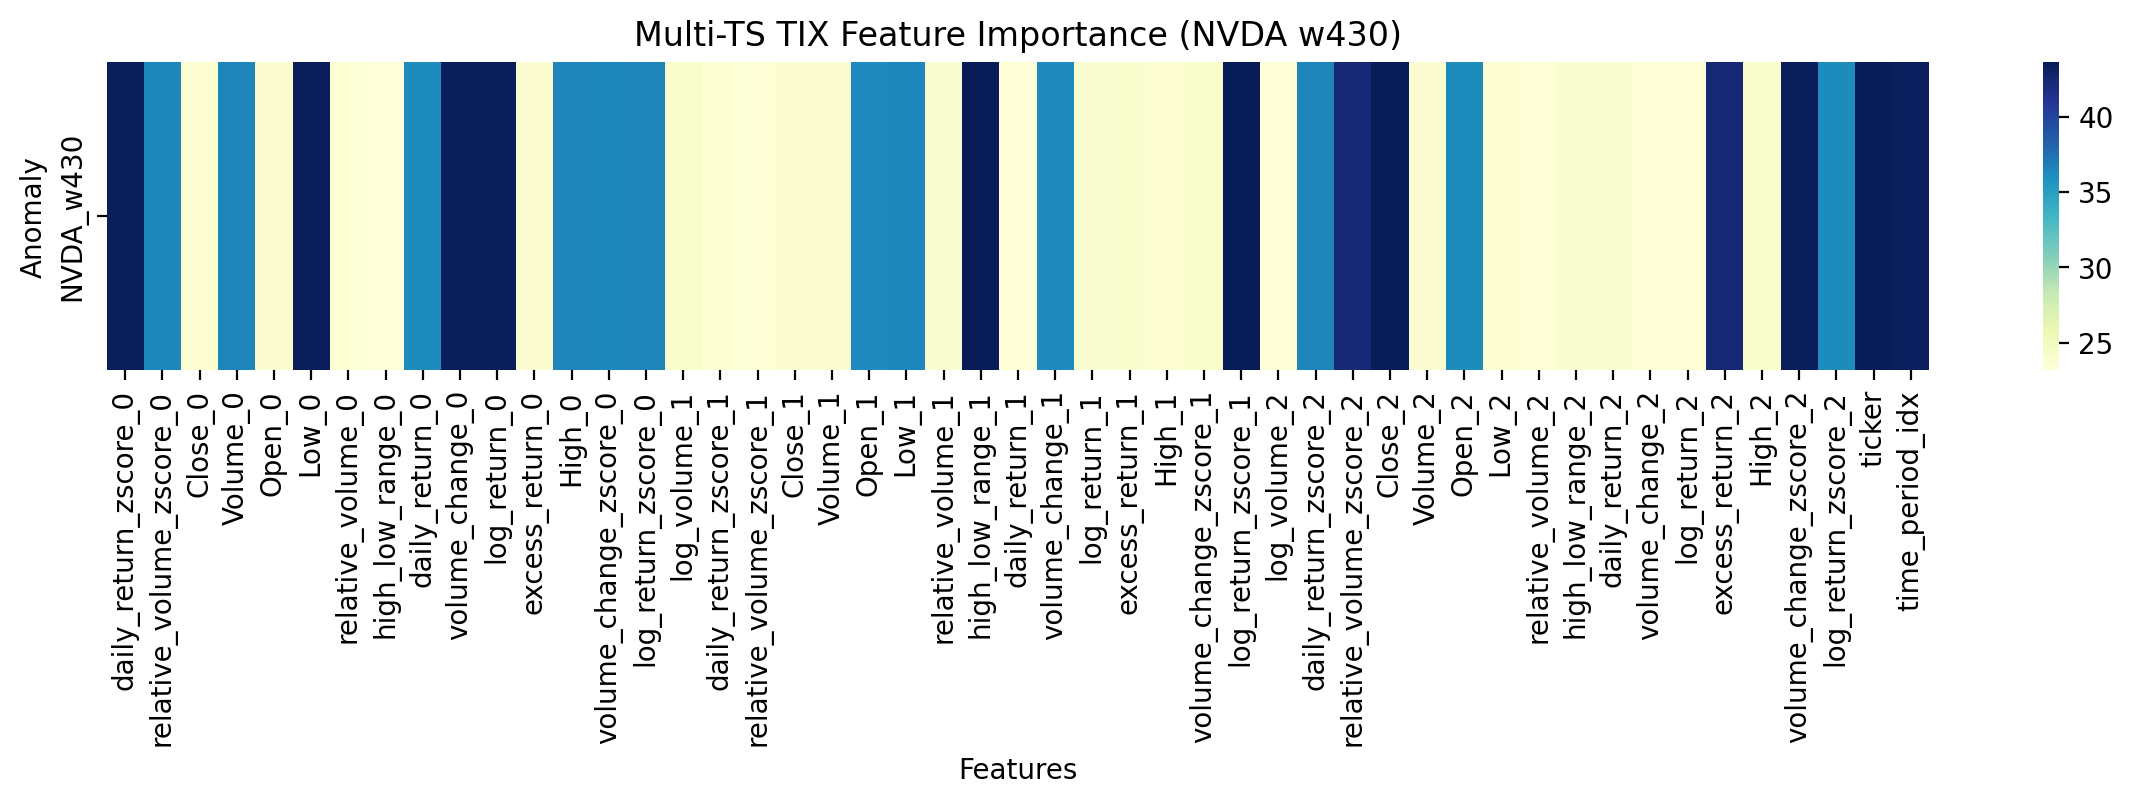 Multi-TS TIX Feature Importance (NVDA w430)
Anomaly
NVDA_w430
40
35
30
25
daily_return_zscore_0
relative_volume_zscore_0
Close_0
Volume_0
Open_0
Low_0
relative_volume_0
high_low_range_0
daily_return_0
volume_change_0
log_return_0
excess_return_0
High_0
volume_change_zscore_0
log_return_zscore_0
log_volume_1
daily_return_zscore_1
relative_volume_zscore_1
Close_1
Volume_1
Open_1
Low_1
relative_volume_1
high_low_range_1
daily_return_1
volume_change_1
log_return_1
excess_return_1
High_1
volume_change_zscore_1
log_return_zscore_1
log_volume_2
daily_return_zscore_2
relative_volume_zscore_2
Close_2
Volume_2
Open_2
Low_2
relative_volume_2
high_low_range_2
daily_return_2
volume_change_2
log_return_2
excess_return_2
High_2
volume_change_zscore_2
log_return_zscore_2
ticker
time_period_idx
Features